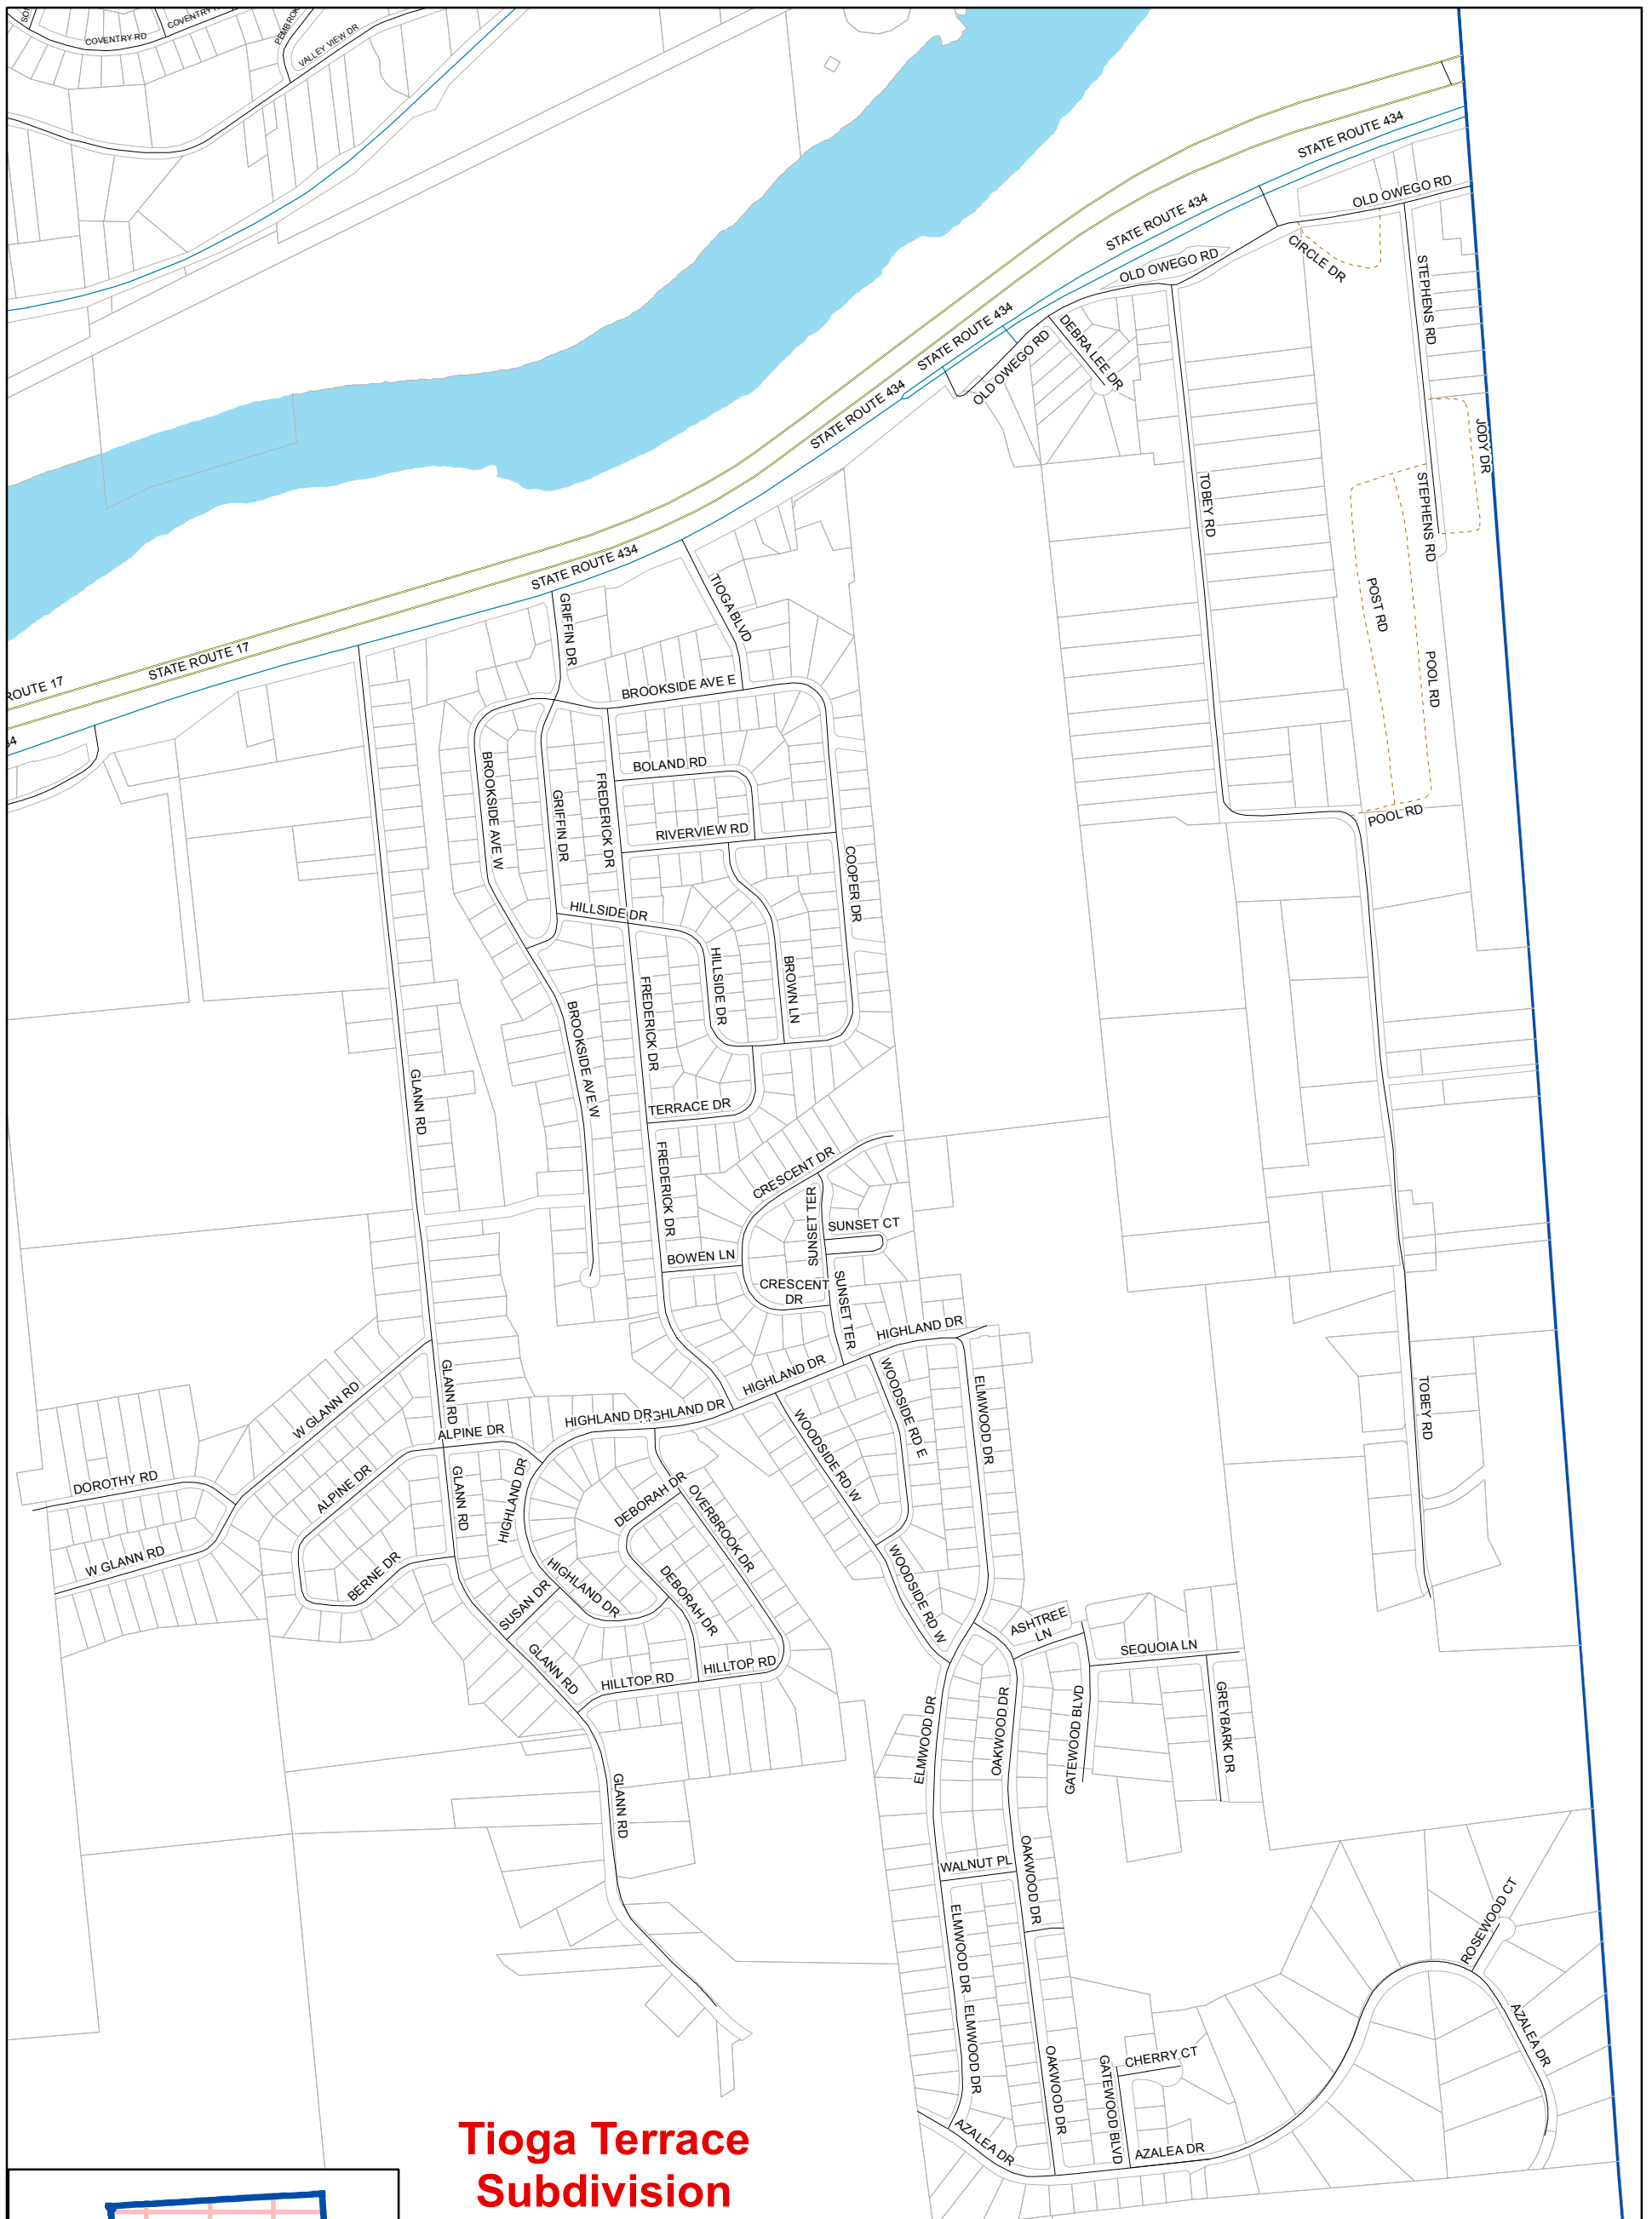 COVENTRY RD
VALLEY VIEW DR
STATE ROUTE 434
OLD OWEGO RD
STATE ROUTE 434
CIRCLE DR
OLD OWEGO RD
STEPHENS RD
STATE ROUTE 434
DEBRA LEE DR
OLD OWEGO RD
STATE ROUTE 434
JODY DR
TOBEY RD
STEPHENS RD
STATE ROUTE 434
TIOGA BLVD
GRIFFIN DR
POST RD
STATE ROUTE 17
ROUTE 17
POOL RD
BROOKSIDE AVE E
BOLAND RD
BROOKSIDE AVE W
GRIFFIN DR
FREDERICK DR
RIVERVIEW RD
POOL RD
COOPER DR
HILLSIDE DR
HILLSIDE DR
BROWN LN
FREDERICK DR
BROOKSIDE AVE W
GLANN RD
TERRACE DR
FREDERICK DR
CRESCENT DR
SUNSET TER
SUNSET CT
BOWEN LN
CRESCENT
DR
SUNSET TER
HIGHLAND DR
HIGHLAND DR
WOODSIDE RD E
ELMWOOD DR
TOBEY RD
W GLANN RD
GLANN RD
HIGHLAND DR
ALPINE DR
WOODSIDE RD W
DOROTHY RD
ALPINE DR
GLANN RD
HIGHLAND DR
DEBORAH DR
OVERBROOK DR
W GLANN RD
BERNE DR
HIGHLAND DR
SUSAN DR
DEBORAH DR
WOODSIDE RD W
ASHTREE
LN
SEQUOIA LN
GLANN RD
HILLTOP RD
HILLTOP RD
ELMWOOD DR
OAKWOOD DR
GATEWOOD BLVD
GREYBARK DR
GLANN RD
WALNUT PL
OAKWOOD DR
ELMWOOD DR
ROSEWOOD CT
ELMWOOD DR
AZALEA DR
OAKWOOD DR
GATEWOOD BLVD
CHERRY CT
AZALEA DR
AZALEA DR
Tioga Terrace
Subdivision